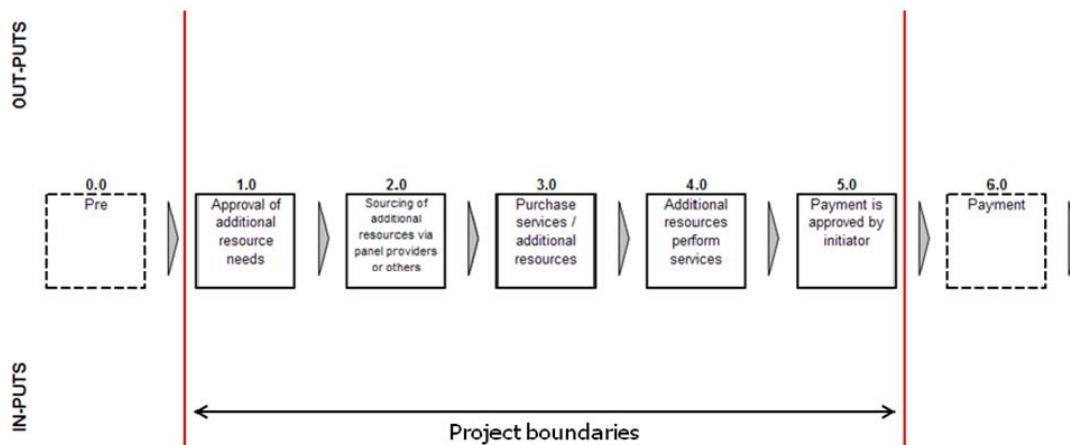 OUT-PUTS
0.0
Pre
1.0
Approval of
additional
resource
needs
2.0
Sourcing of
additional
resources via
panel providers
or others
3.0
Purchase
services /
additional
resources
4.0
Additional
resources
perform
services
5.0
Payment is
approved by
initiator
6.0
Payment
IN-PUTS
Project boundaries